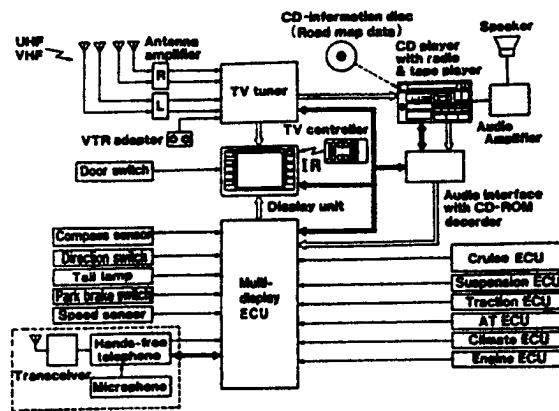 UHF
VHF
Antenna
amplifier
R
L
VTR adaptor
TV tuner
CD-information disc
(Road map data)
CD player
with radio
& tape player
Speaker
Audio
Amplifier
TV controller
IR
Door switch
Display unit
Audio interface
with CD-ROM
decorder
Compass sensor
Direction switch
Tail lamp
Park brake switch
Speed sensor
Multi-
display
ECU
Cruise ECU
Suspension ECU
Traction ECU
AT ECU
Climate ECU
Engine ECU
Hands-free
telephone
Transceiver
Microphone